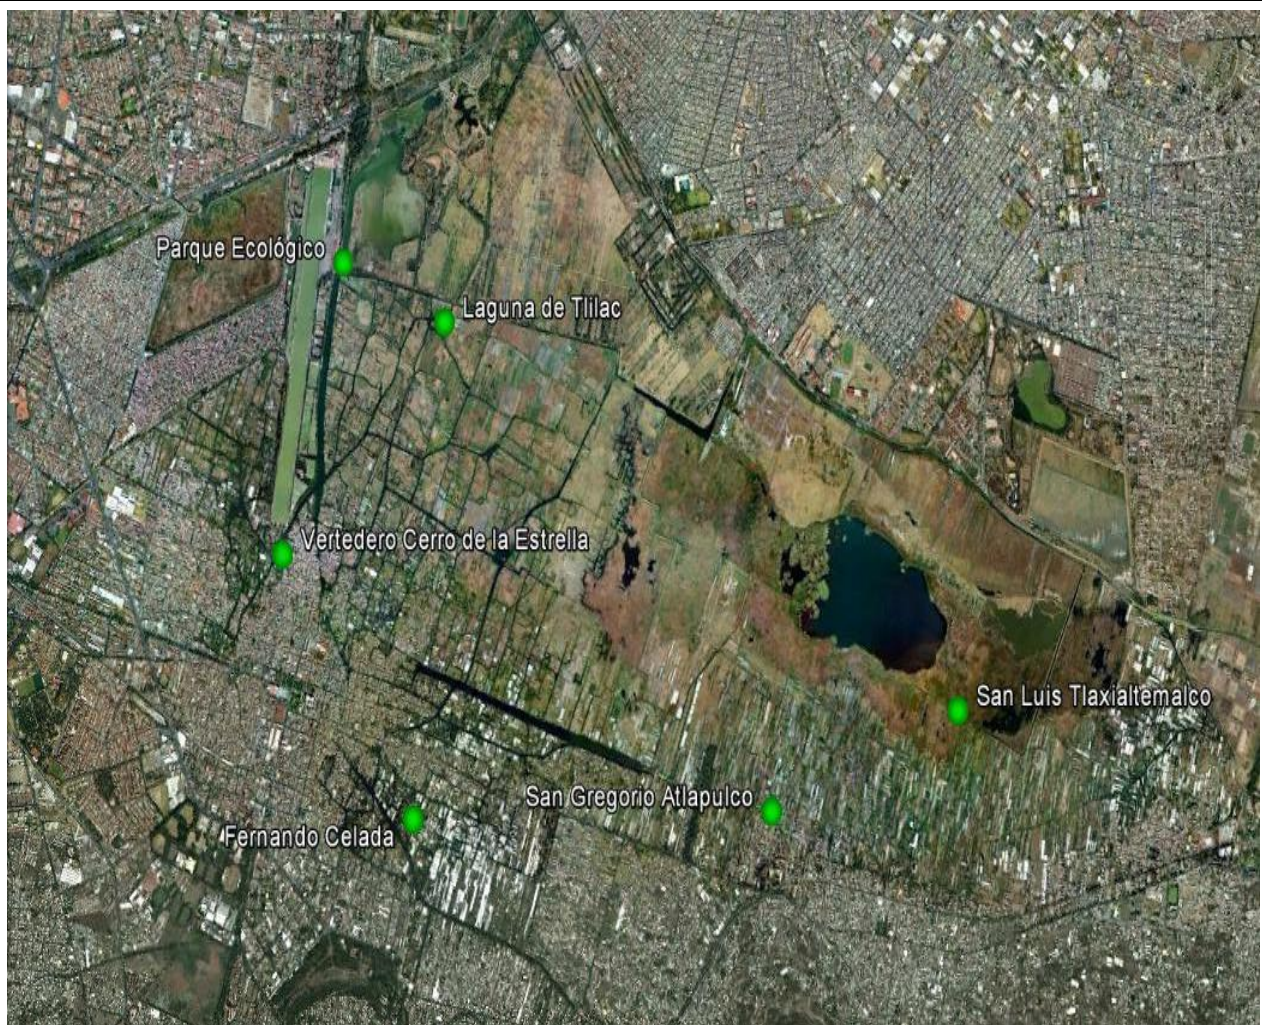 Parque Ecológico
Laguna de Tlilac
Vertedero Cerro de la Estrella
San Luis Tlaxialtemalco
San Gregorio Atlapulco
Fernando Celada